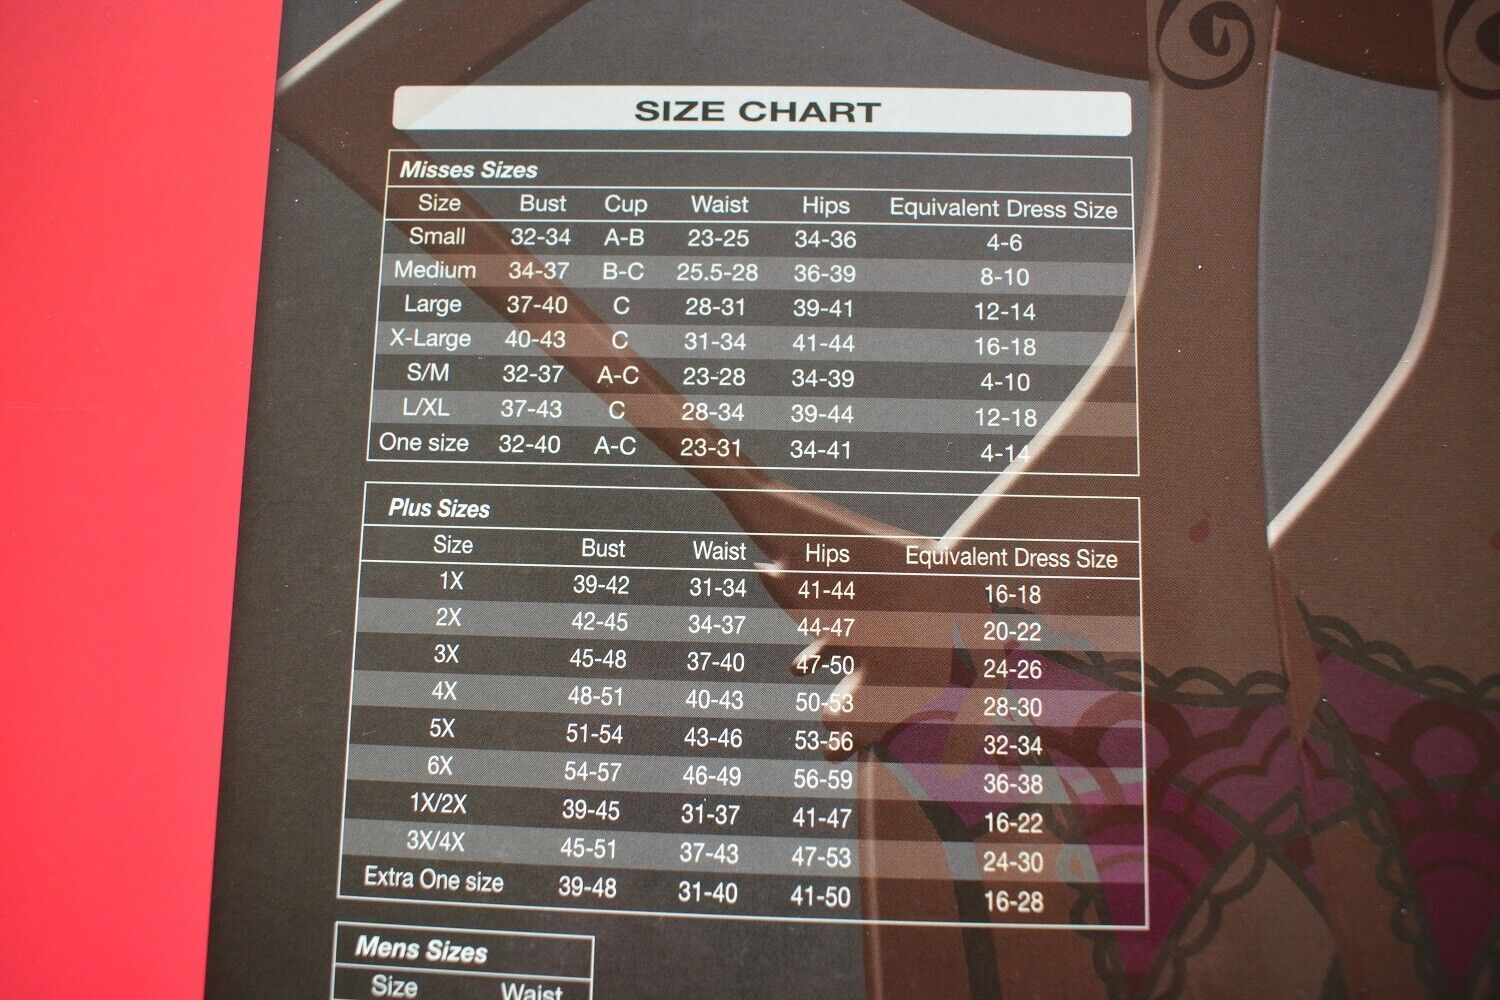 SIZE CHART
Misses Sizes
Size Bust Cup Waist Hips Equivalent Dress Size
Small 32-34 A-B 23-25 34-36 4-6
Medium 34-37 B-C 25.5-28 36-39 8-10
Large 37-40 C 28-31 39-41 12-14
X-Large 40-43 C 31-34 41-44 16-18
S/M 32-37 A-C 23-28 34-39 4-10
L/XL 37-43 C 28-34 39-44 12-18
One size 32-40 A-C 23-31 34-41 4-14
Plus Sizes
Size Bust Waist Hips Equivalent Dress Size
1X 39-42 31-34 41-44 16-18
2X 42-45 34-37 44-47 20-22
3X 45-48 37-40 47-50 24-26
4X 48-51 40-43 50-53 28-30
5X 51-54 43-46 53-56 32-34
6X 54-57 46-49 56-59 36-38
1X/2X 39-45 31-37 41-47 16-22
3X/4X 45-51 37-43 47-53 24-30
Extra One size 39-48 31-40 41-50 16-28
Mens Sizes
Size Waist